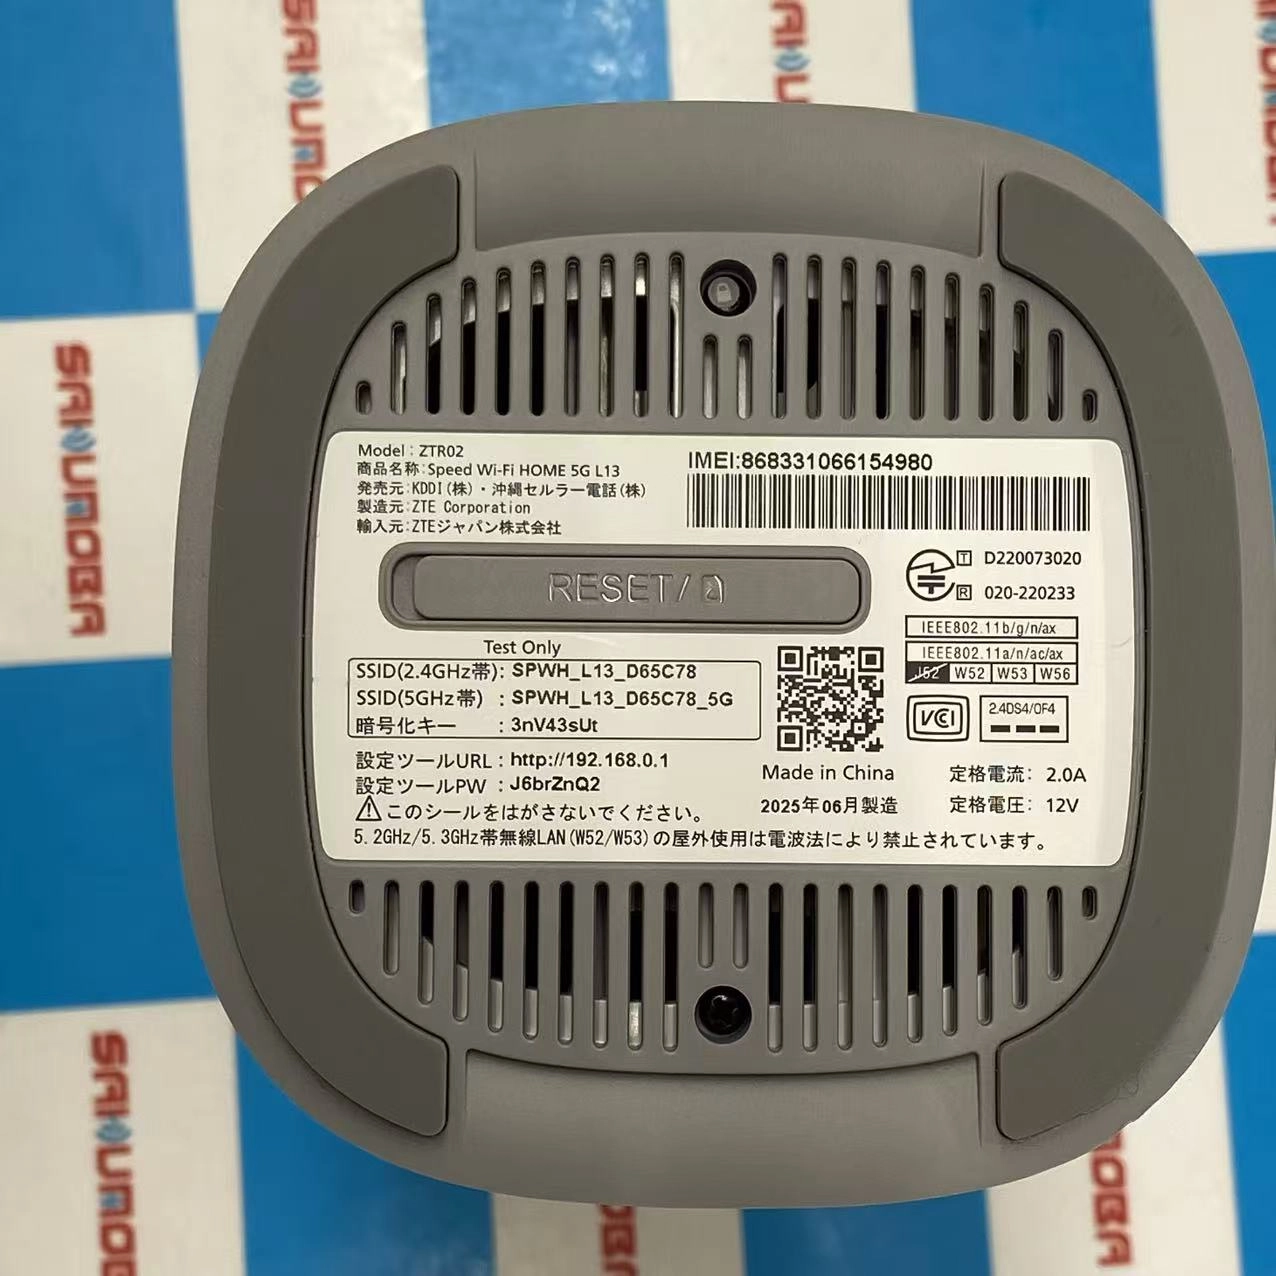 Model : ZTR02
商品名称:Speed Wi-Fi HOME 5G L13
発売元:KDDI(株)・沖縄セルラー電話(株)
製造元:ZTE Corporation
輸入元:ZTEジャパン株式会社
IMEI:868331066154980
RESET/
T D220073020
R 020-220233
IEEE802.11b/g/n/ax
IEEE802.11a/n/ac/ax
J52 W52 W53 W56
VCCI
2.4DS4/OF4
Test Only
SSID(2.4GHz帯): SPWH_L13_D65C78
SSID(5GHz帯) : SPWH_L13_D65C78_5G
暗号化キー : 3nV43sUt
設定ツールURL : http://192.168.0.1
設定ツールPW : J6brZnQ2
このシールをはがさないでください。
5.2GHz/5.3GHz帯無線LAN(W52/W53)の屋外使用は電波法により禁止されています。
Made in China
2025年06月製造
定格電流: 2.0A
定格電圧: 12V
SAKUMOBA
SAKUMOBA
SAKUMOBA